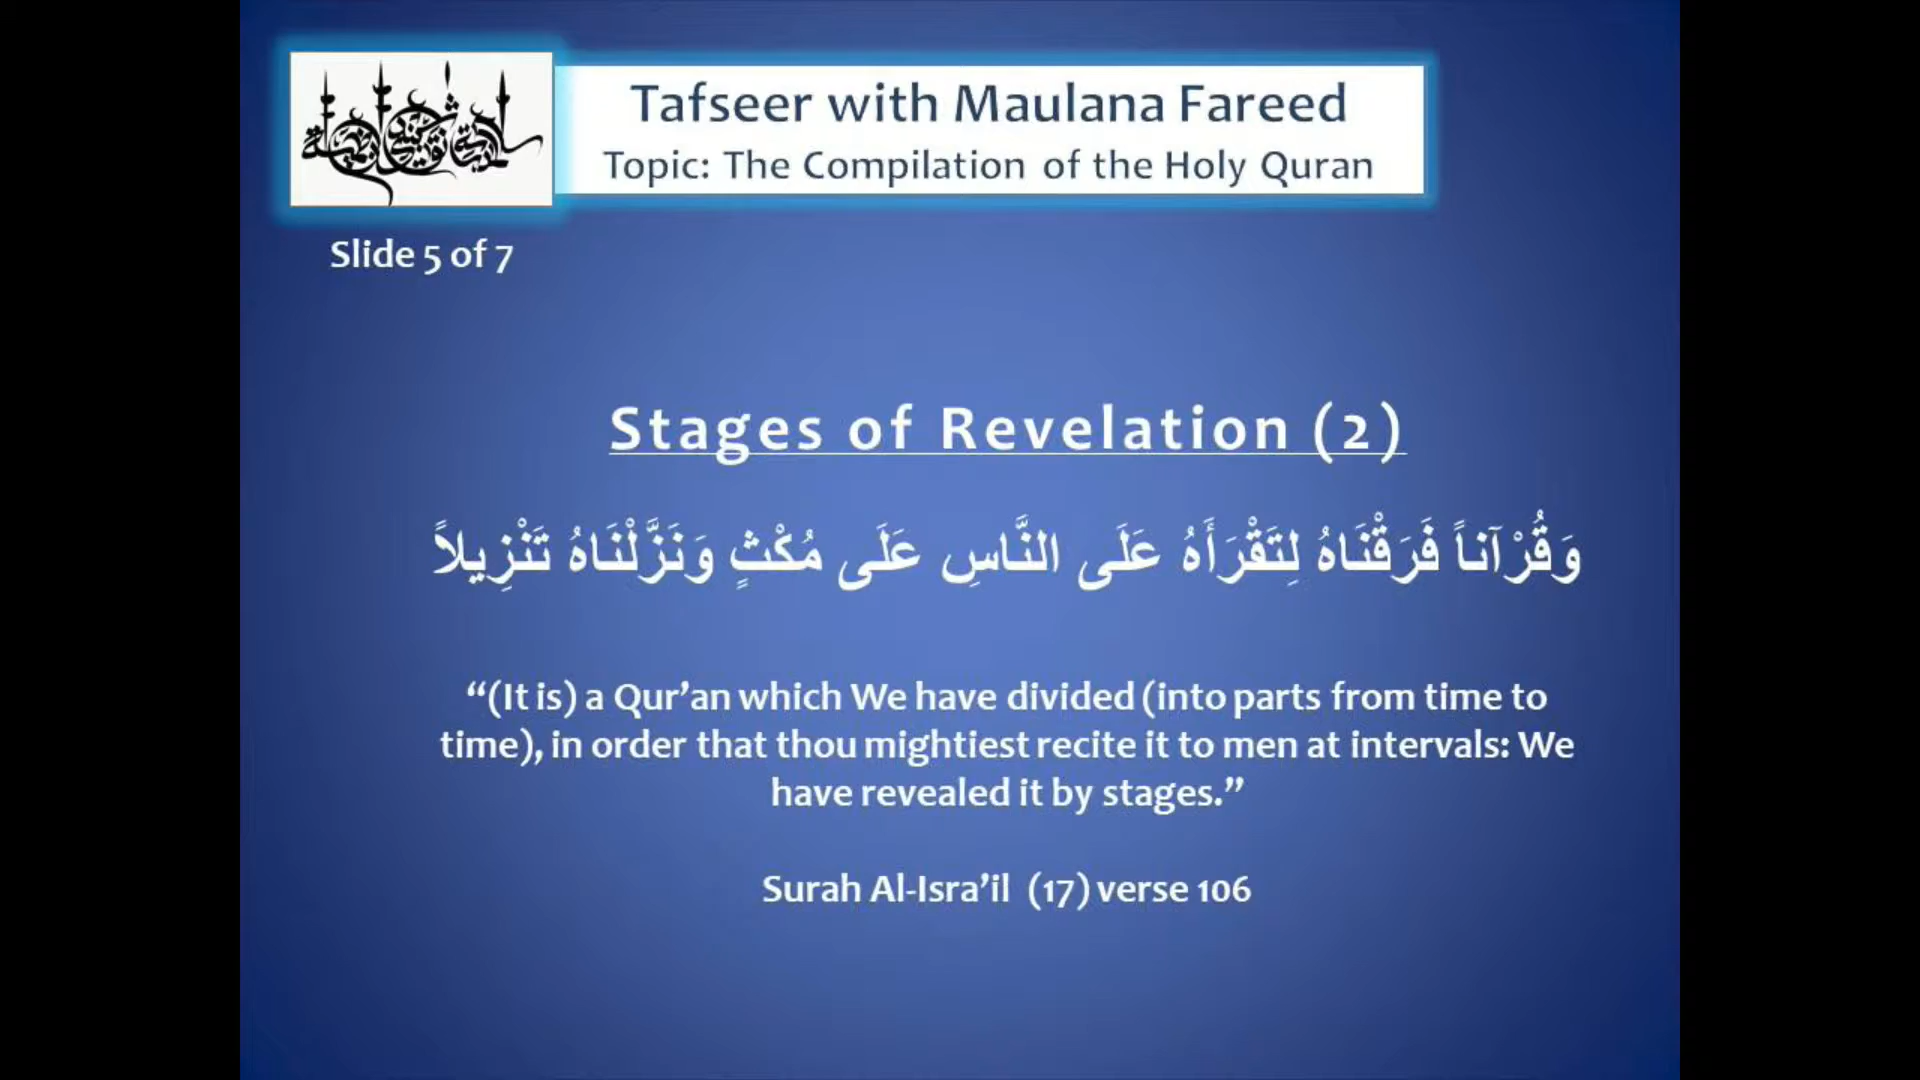 Tafseer with Maulana Fareed
Topic: The Compilation of the Holy Quran
Slide 5 of 7
Stages of Revelation (2)
وَقُرْآناً فَرَقْنَاهُ لِتَقْرَأَهُ عَلَى النَّاسِ عَلَى مُكْثٍ وَنَزَّلْنَاهُ تَنْزِيلاً
“(It is) a Qur’an which We have divided (into parts from time to
time), in order that thou mightiest recite it to men at intervals: We
have revealed it by stages.”
Surah Al-Isra’il (17) verse 106